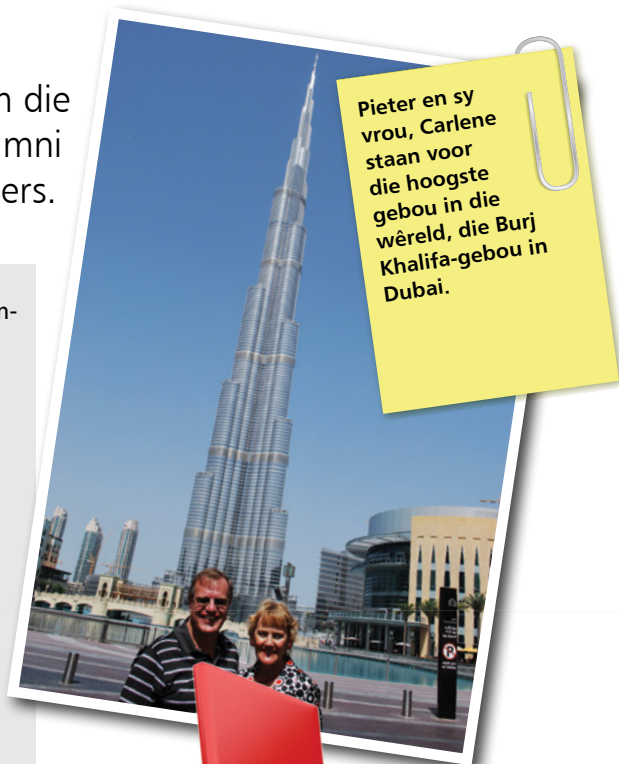 n die
mni
ers.
n-
Pieter en sy
vrou, Carlene
staan voor
die hoogste
gebou in die
wêreld, die Burj
Khalifa-gebou in
Dubai.
P